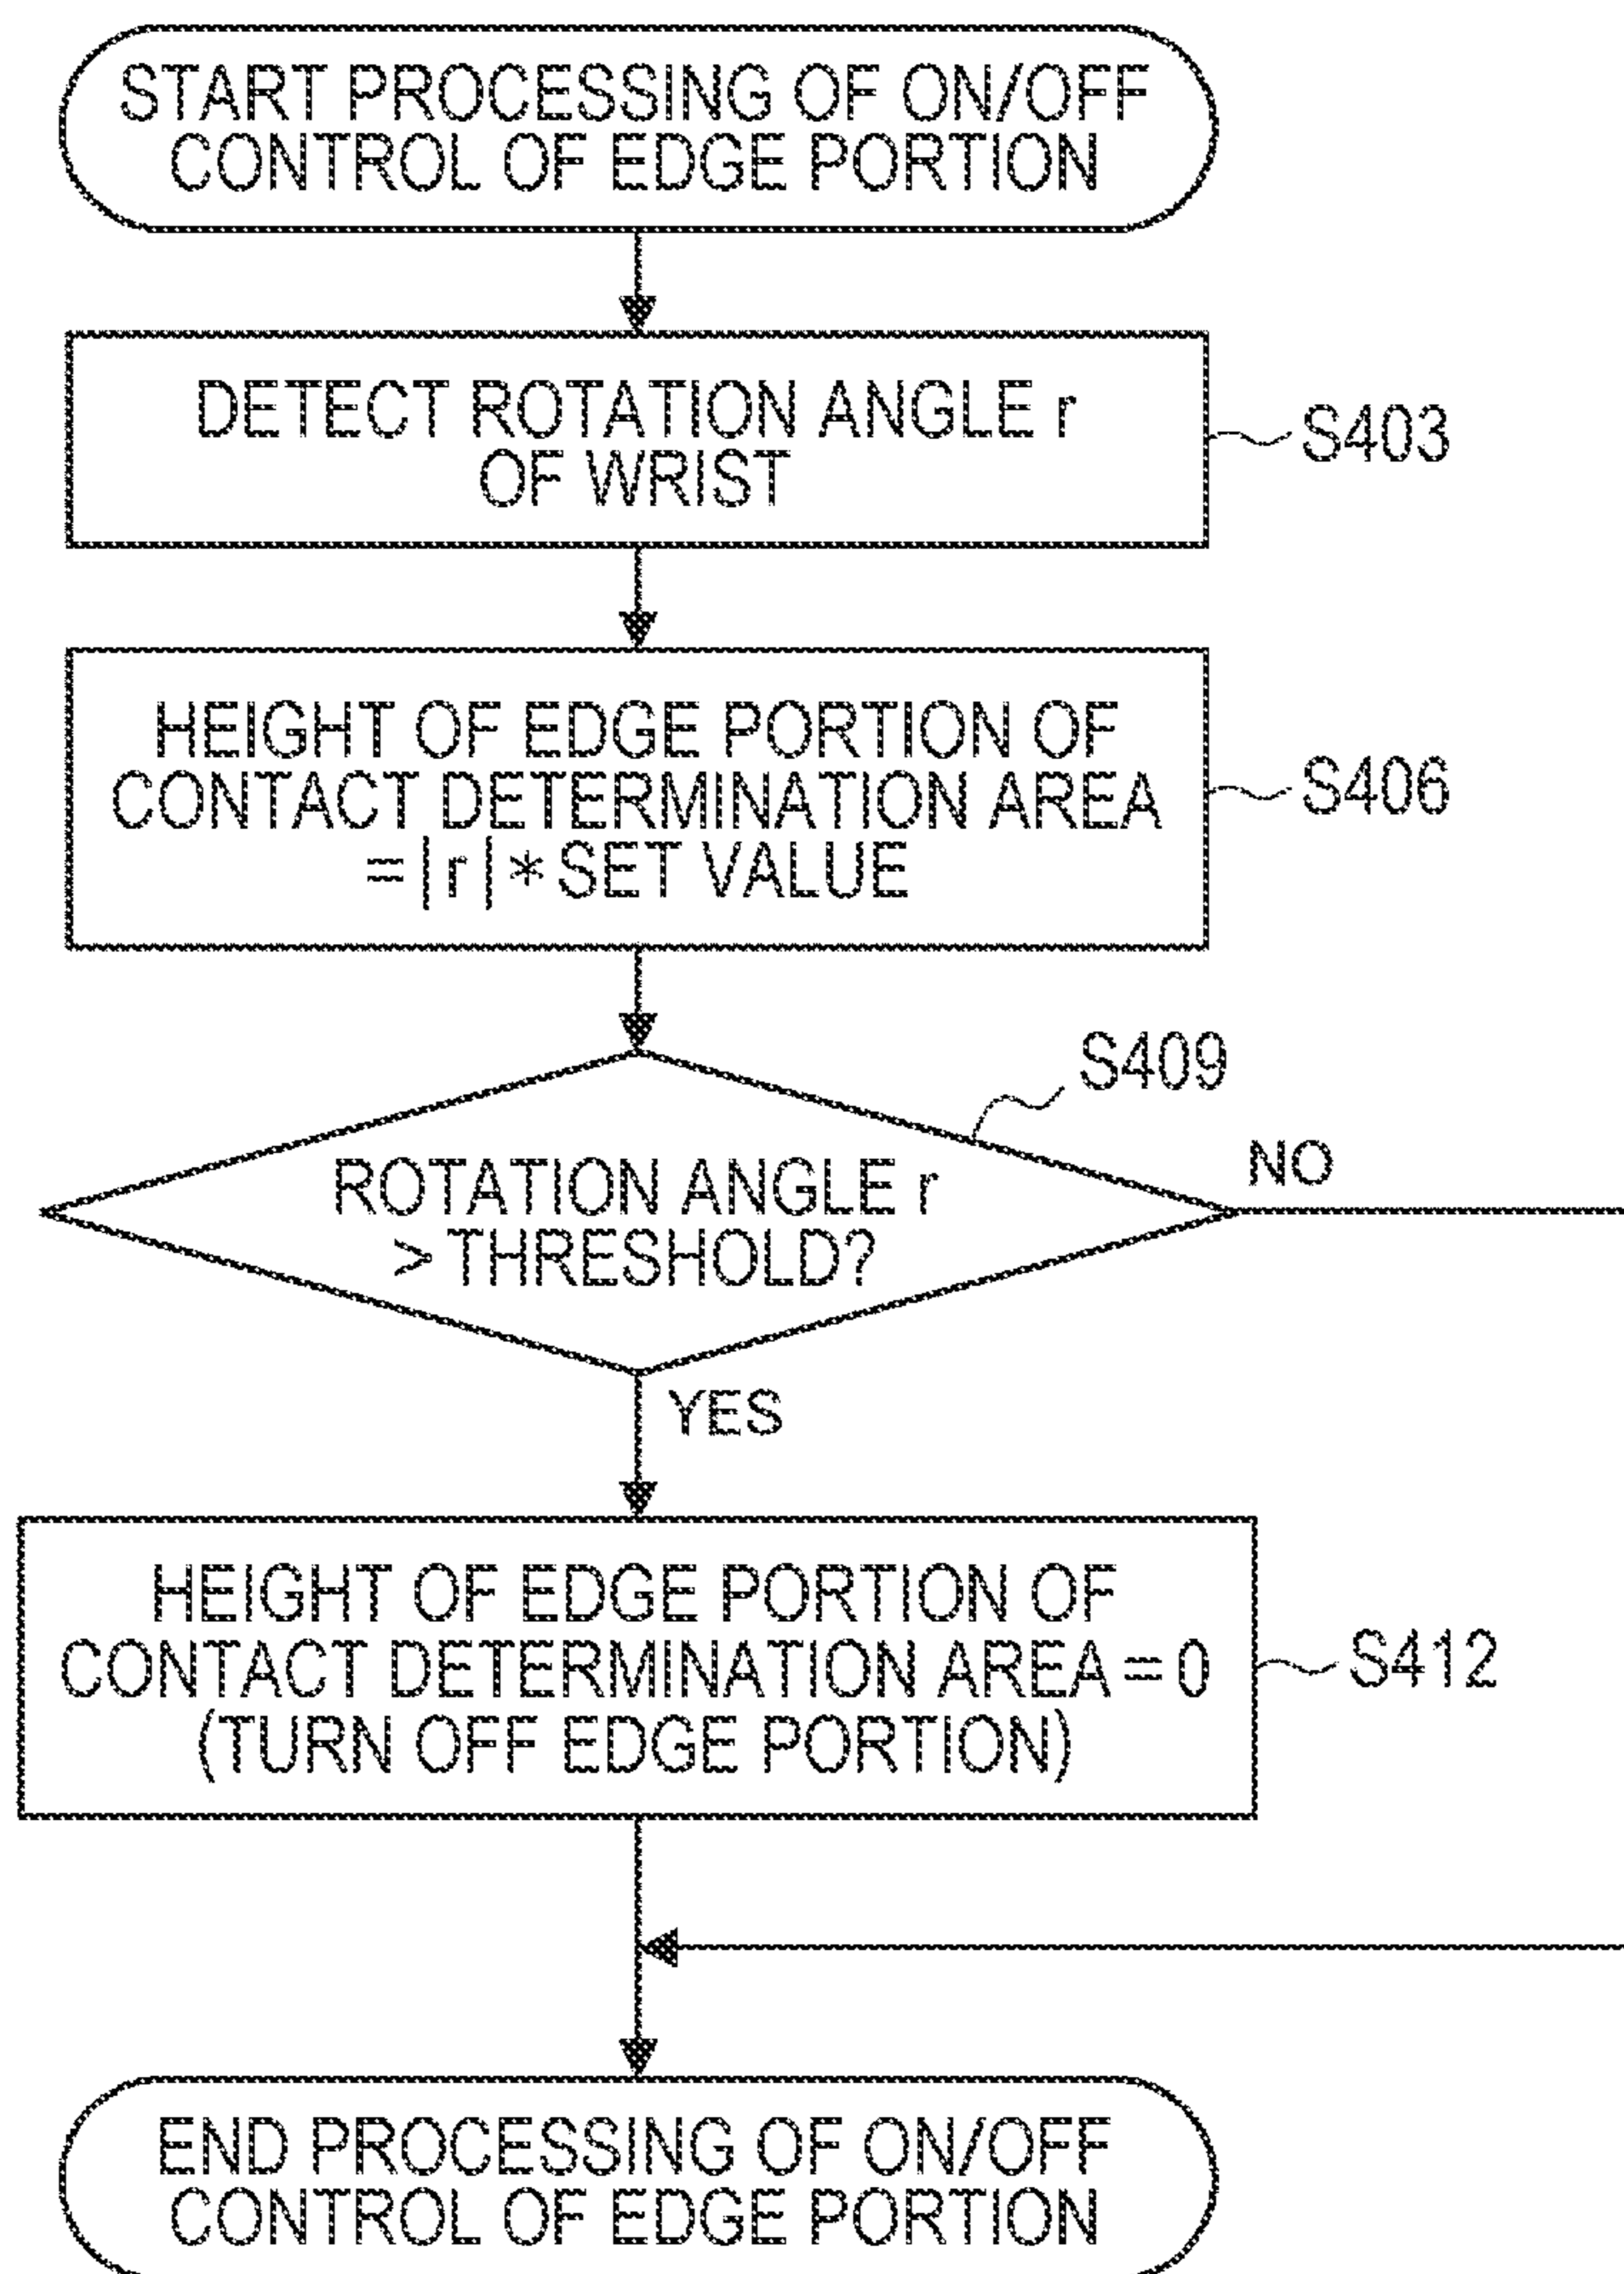 START PROCESSING OF ON/OFF
CONTROL OF EDGE PORTION
DETECT ROTATION ANGLE r
OF WRIST
S403
HEIGHT OF EDGE PORTION OF
CONTACT DETERMINATION AREA
=|r|*SET VALUE
S406
S409
ROTATION ANGLE r
> THRESHOLD?
NO
YES
HEIGHT OF EDGE PORTION OF
CONTACT DETERMINATION AREA=0
(TURN OFF EDGE PORTION)
S412
END PROCESSING OF ON/OFF
CONTROL OF EDGE PORTION